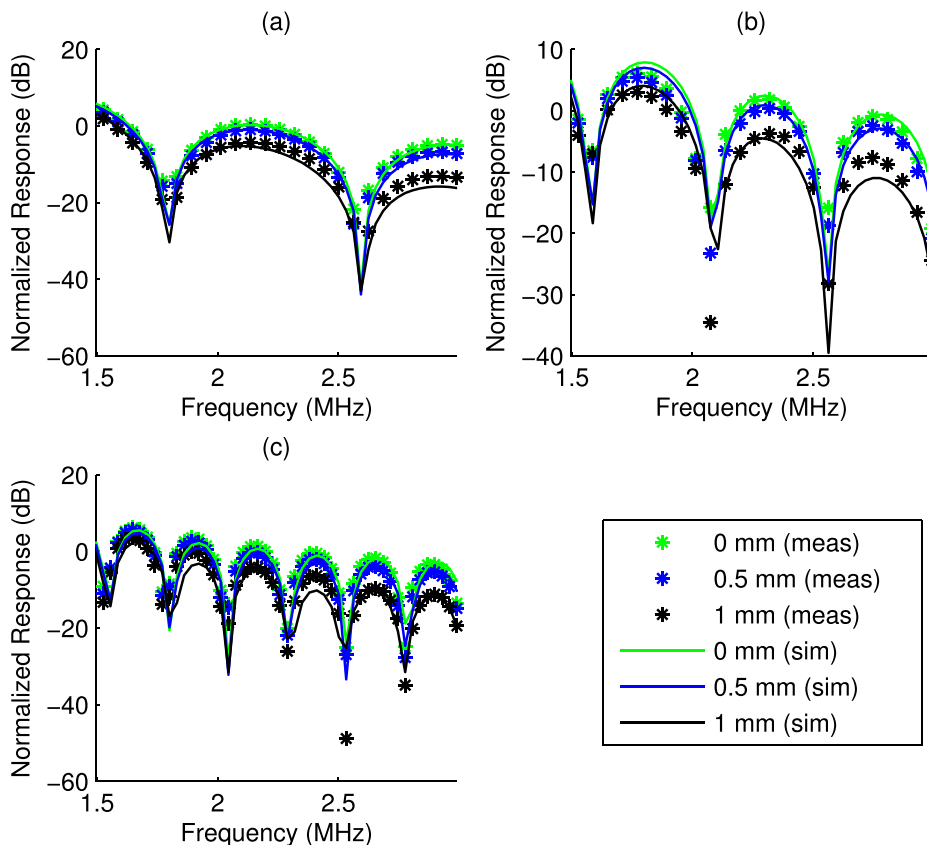 (a)
20
0
−20
−40
−60
1.5
2
2.5
Normalized Response (dB)
Frequency (MHz)
(b)
10
0
−10
−20
−30
−40
1.5
2
2.5
Normalized Response (dB)
Frequency (MHz)
(c)
20
0
−20
−40
−60
1.5
2
2.5
Normalized Response (dB)
Frequency (MHz)
0 mm (meas)
0.5 mm (meas)
1 mm (meas)
0 mm (sim)
0.5 mm (sim)
1 mm (sim)